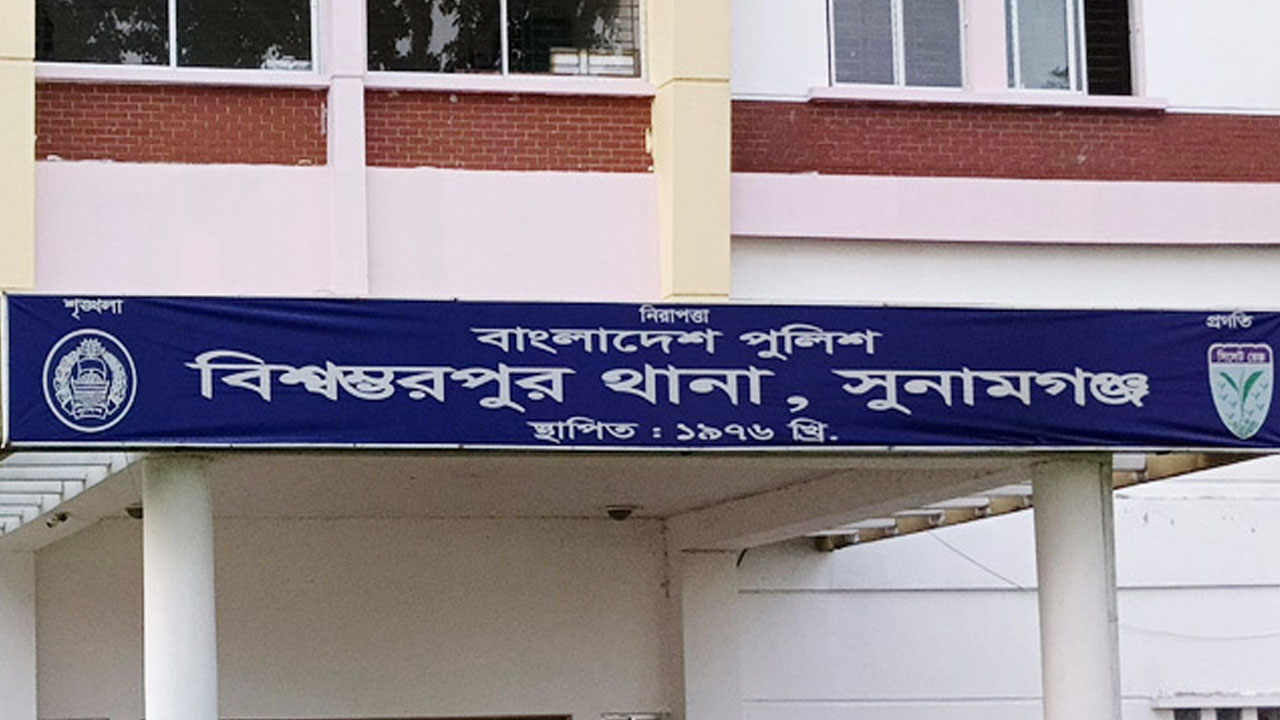 শৃঙ্খলা নিরাপত্তা প্রগতি
বাংলাদেশ পুলিশ
বিশ্বম্ভরপুর থানা, সুনামগঞ্জ
স্থাপিত : ১৯৭৬ খ্রি.
সিলেট রেঞ্জ